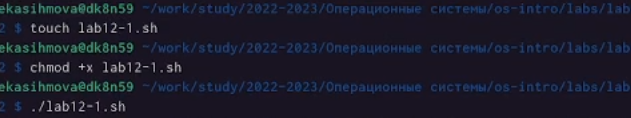 ekasihmova@dk8n59 ~/work/study/2022-2023/Операционные системы/os-intro/labs/lab
2 $ touch lab12-1.sh
ekasihmova@dk8n59 ~/work/study/2022-2023/Операционные системы/os-intro/labs/lab
2 $ chmod +x lab12-1.sh
ekasihmova@dk8n59 ~/work/study/2022-2023/Операционные системы/os-intro/labs/lab
2 $ ./lab12-1.sh